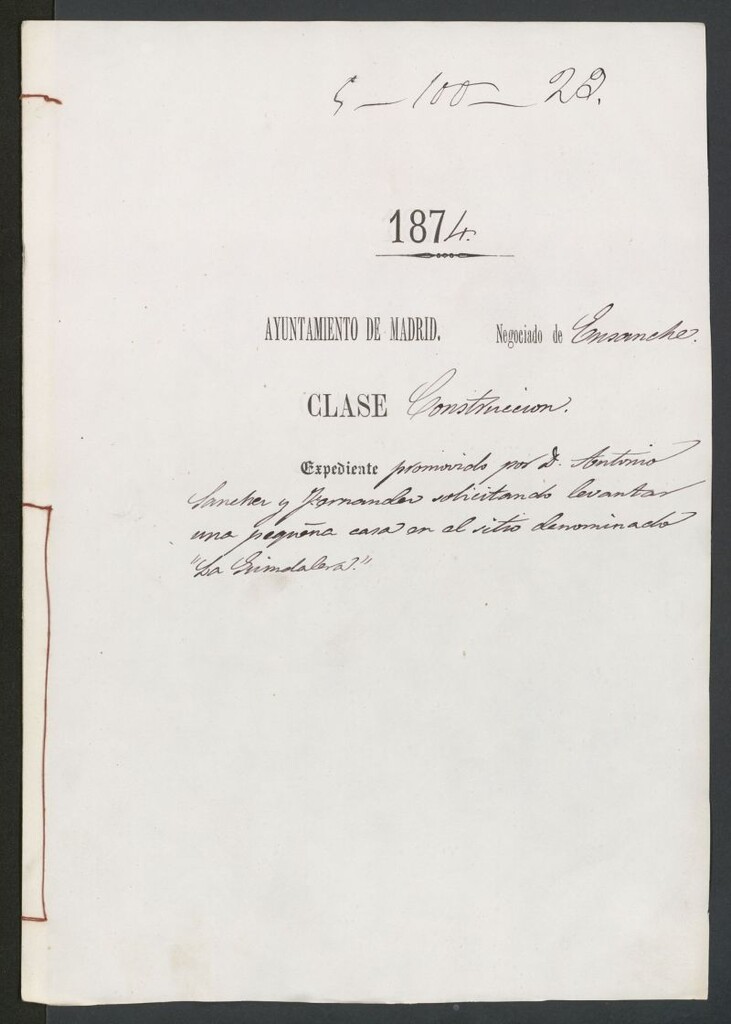 5 - 100 - 22.
1874.
AYUNTAMIENTO DE MADRID. Negociado de Ensanche.
CLASE Construccion.
Expediente promovido por D. Antonio
Sanchez y Fernandez solicitando levantar
una pequeña casa en el sitio denominado
"La Guindalera."